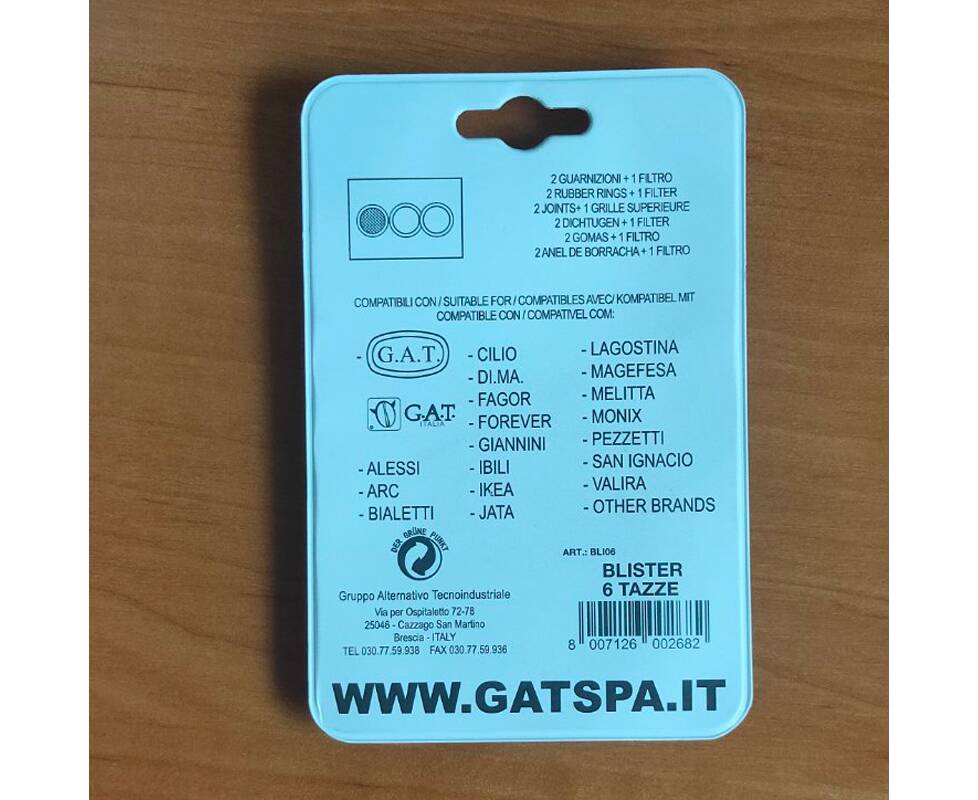 2 GUARNIZIONI + 1 FILTRO
2 RUBBER RINGS + 1 FILTER
2 JOINTS+ 1 GRILLE SUPERIEURE
2 DICHTUGEN + 1 FILTER
2 GOMAS + 1 FILTRO
2 ANEL DE BORRACHA + 1 FILTRO
COMPATIBILI CON / SUITABLE FOR / COMPATIBLES AVEC/ KOMPATIBEL MIT
COMPATIBLE CON / COMPATIVEL COM:
- G.A.T.
G.A.T.
ITALIA
- ALESSI
- ARC
- BIALETTI
- CILIO
- DI.MA.
- FAGOR
- FOREVER
- GIANNINI
- IBILI
- IKEA
- JATA
- LAGOSTINA
- MAGEFESA
- MELITTA
- MONIX
- PEZZETTI
- SAN IGNACIO
- VALIRA
- OTHER BRANDS
DER GRÜNE PUNKT
Gruppo Alternativo Tecnoindustriale
Via per Ospitaletto 72-78
25046 - Cazzago San Martino
Brescia - ITALY
TEL 030.77.59.938 FAX 030.77.59.936
ART.: BLI06
BLISTER
6 TAZZE
8 007126 002682
WWW.GATSPA.IT